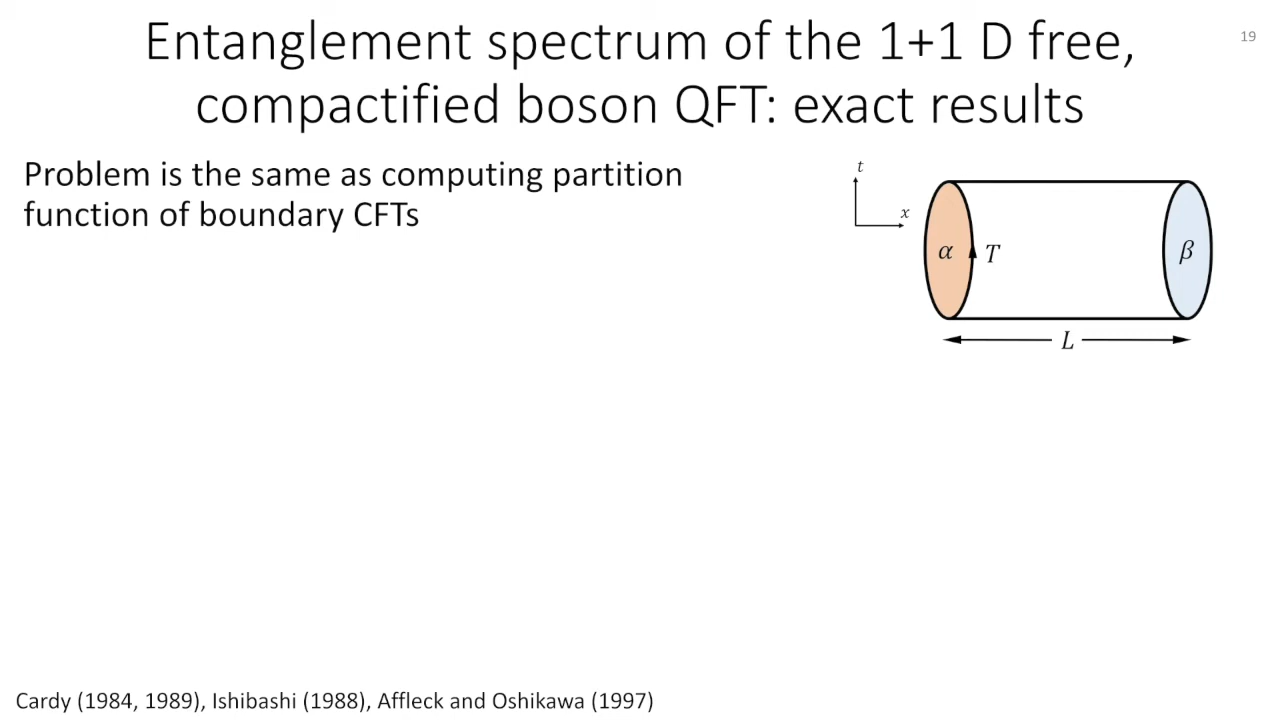 Entanglement spectrum of the 1+1 D free,
compactified boson QFT: exact results
19
Problem is the same as computing partition
function of boundary CFTs
t
x
α
T
β
L
Cardy (1984, 1989), Ishibashi (1988), Affleck and Oshikawa (1997)